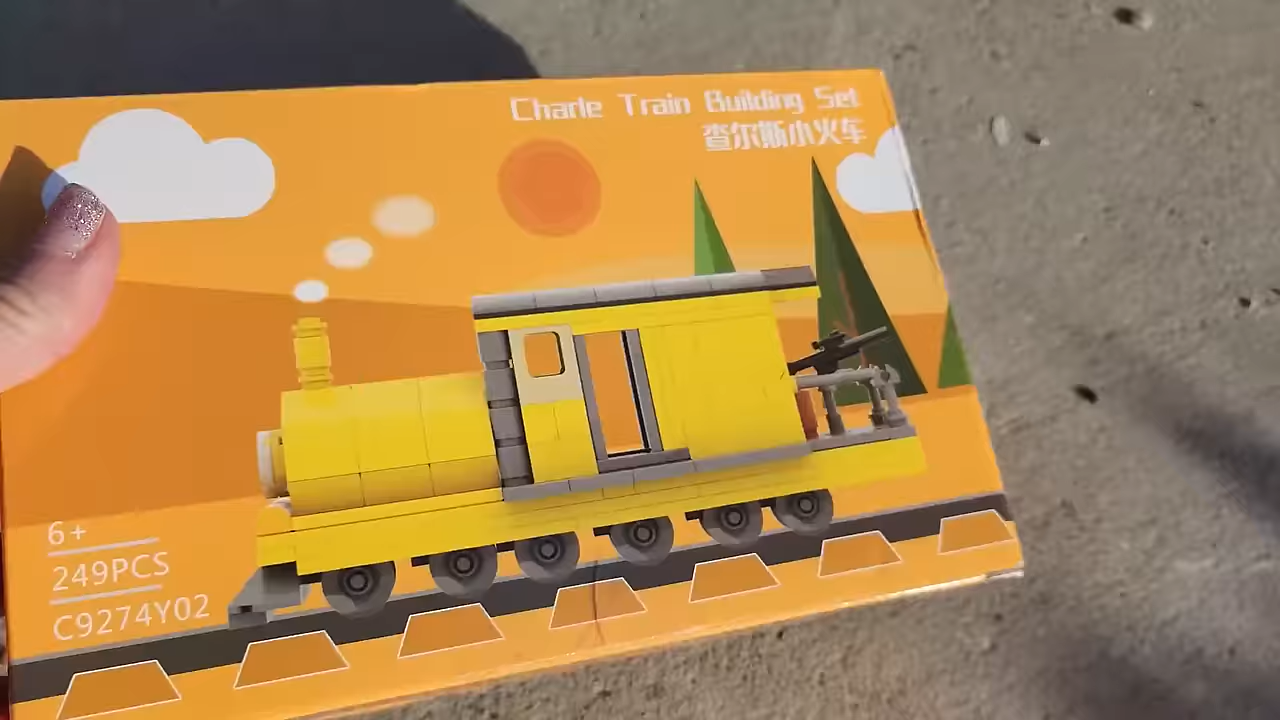 Charle Train Building Set
查尔斯小火车
6+
249PCS
C9274Y02